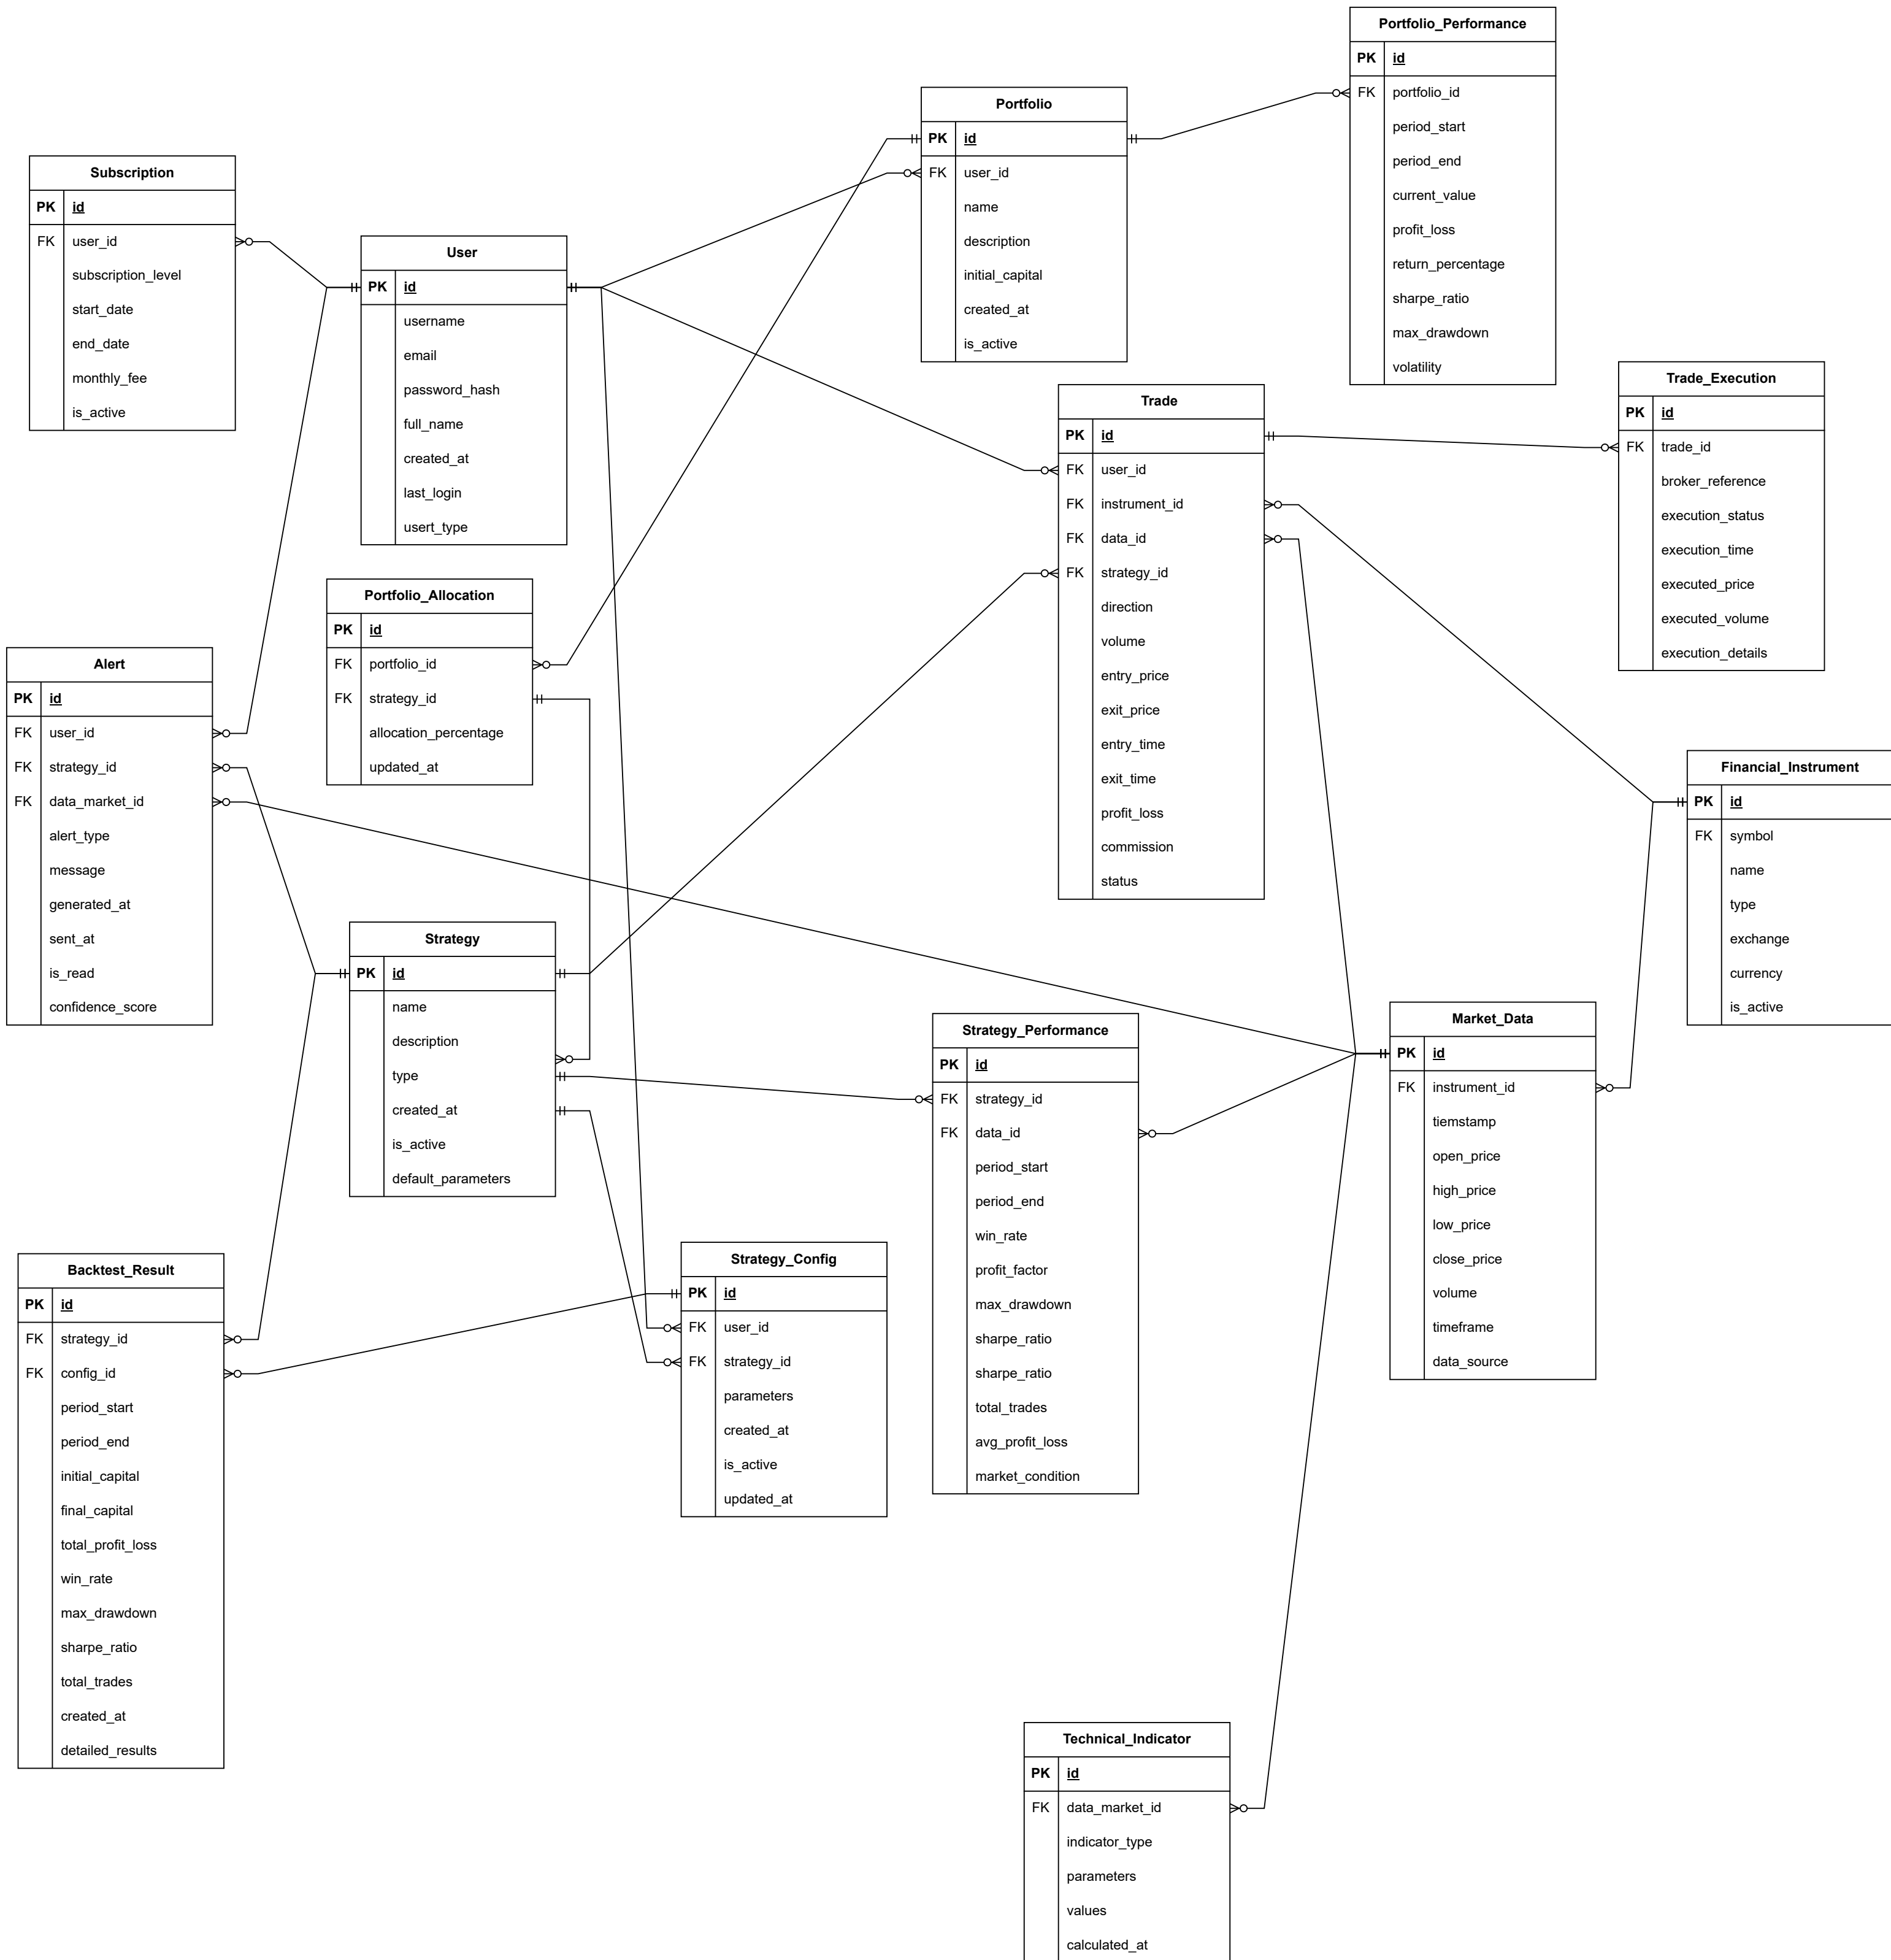 Portfolio_Performance
PK id
FK portfolio_id
period_start
period_end
current_value
profit_loss
return_percentage
sharpe_ratio
max_drawdown
volatility
Portfolio
PK id
FK user_id
name
description
initial_capital
created_at
is_active
Subscription
PK id
FK user_id
subscription_level
start_date
end_date
monthly_fee
is_active
User
PK id
username
email
password_hash
full_name
created_at
last_login
usert_type
Trade_Execution
PK id
FK trade_id
broker_reference
execution_status
execution_time
executed_price
executed_volume
execution_details
Trade
PK id
FK user_id
FK instrument_id
FK data_id
FK strategy_id
direction
volume
entry_price
exit_price
entry_time
exit_time
profit_loss
commission
status
Portfolio_Allocation
PK id
FK portfolio_id
FK strategy_id
allocation_percentage
updated_at
Alert
PK id
FK user_id
FK strategy_id
FK data_market_id
alert_type
message
generated_at
sent_at
is_read
confidence_score
Financial_Instrument
PK id
FK symbol
name
type
exchange
currency
is_active
Strategy
PK id
name
description
type
created_at
is_active
default_parameters
Strategy_Performance
PK id
FK strategy_id
FK data_id
period_start
period_end
win_rate
profit_factor
max_drawdown
sharpe_ratio
sharpe_ratio
total_trades
avg_profit_loss
market_condition
Market_Data
PK id
FK instrument_id
tiemstamp
open_price
high_price
low_price
close_price
volume
timeframe
data_source
Backtest_Result
PK id
FK strategy_id
FK config_id
period_start
period_end
initial_capital
final_capital
total_profit_loss
win_rate
max_drawdown
sharpe_ratio
total_trades
created_at
detailed_results
Strategy_Config
PK id
FK user_id
FK strategy_id
parameters
created_at
is_active
updated_at
Technical_Indicator
PK id
FK data_market_id
indicator_type
parameters
values
calculated_at